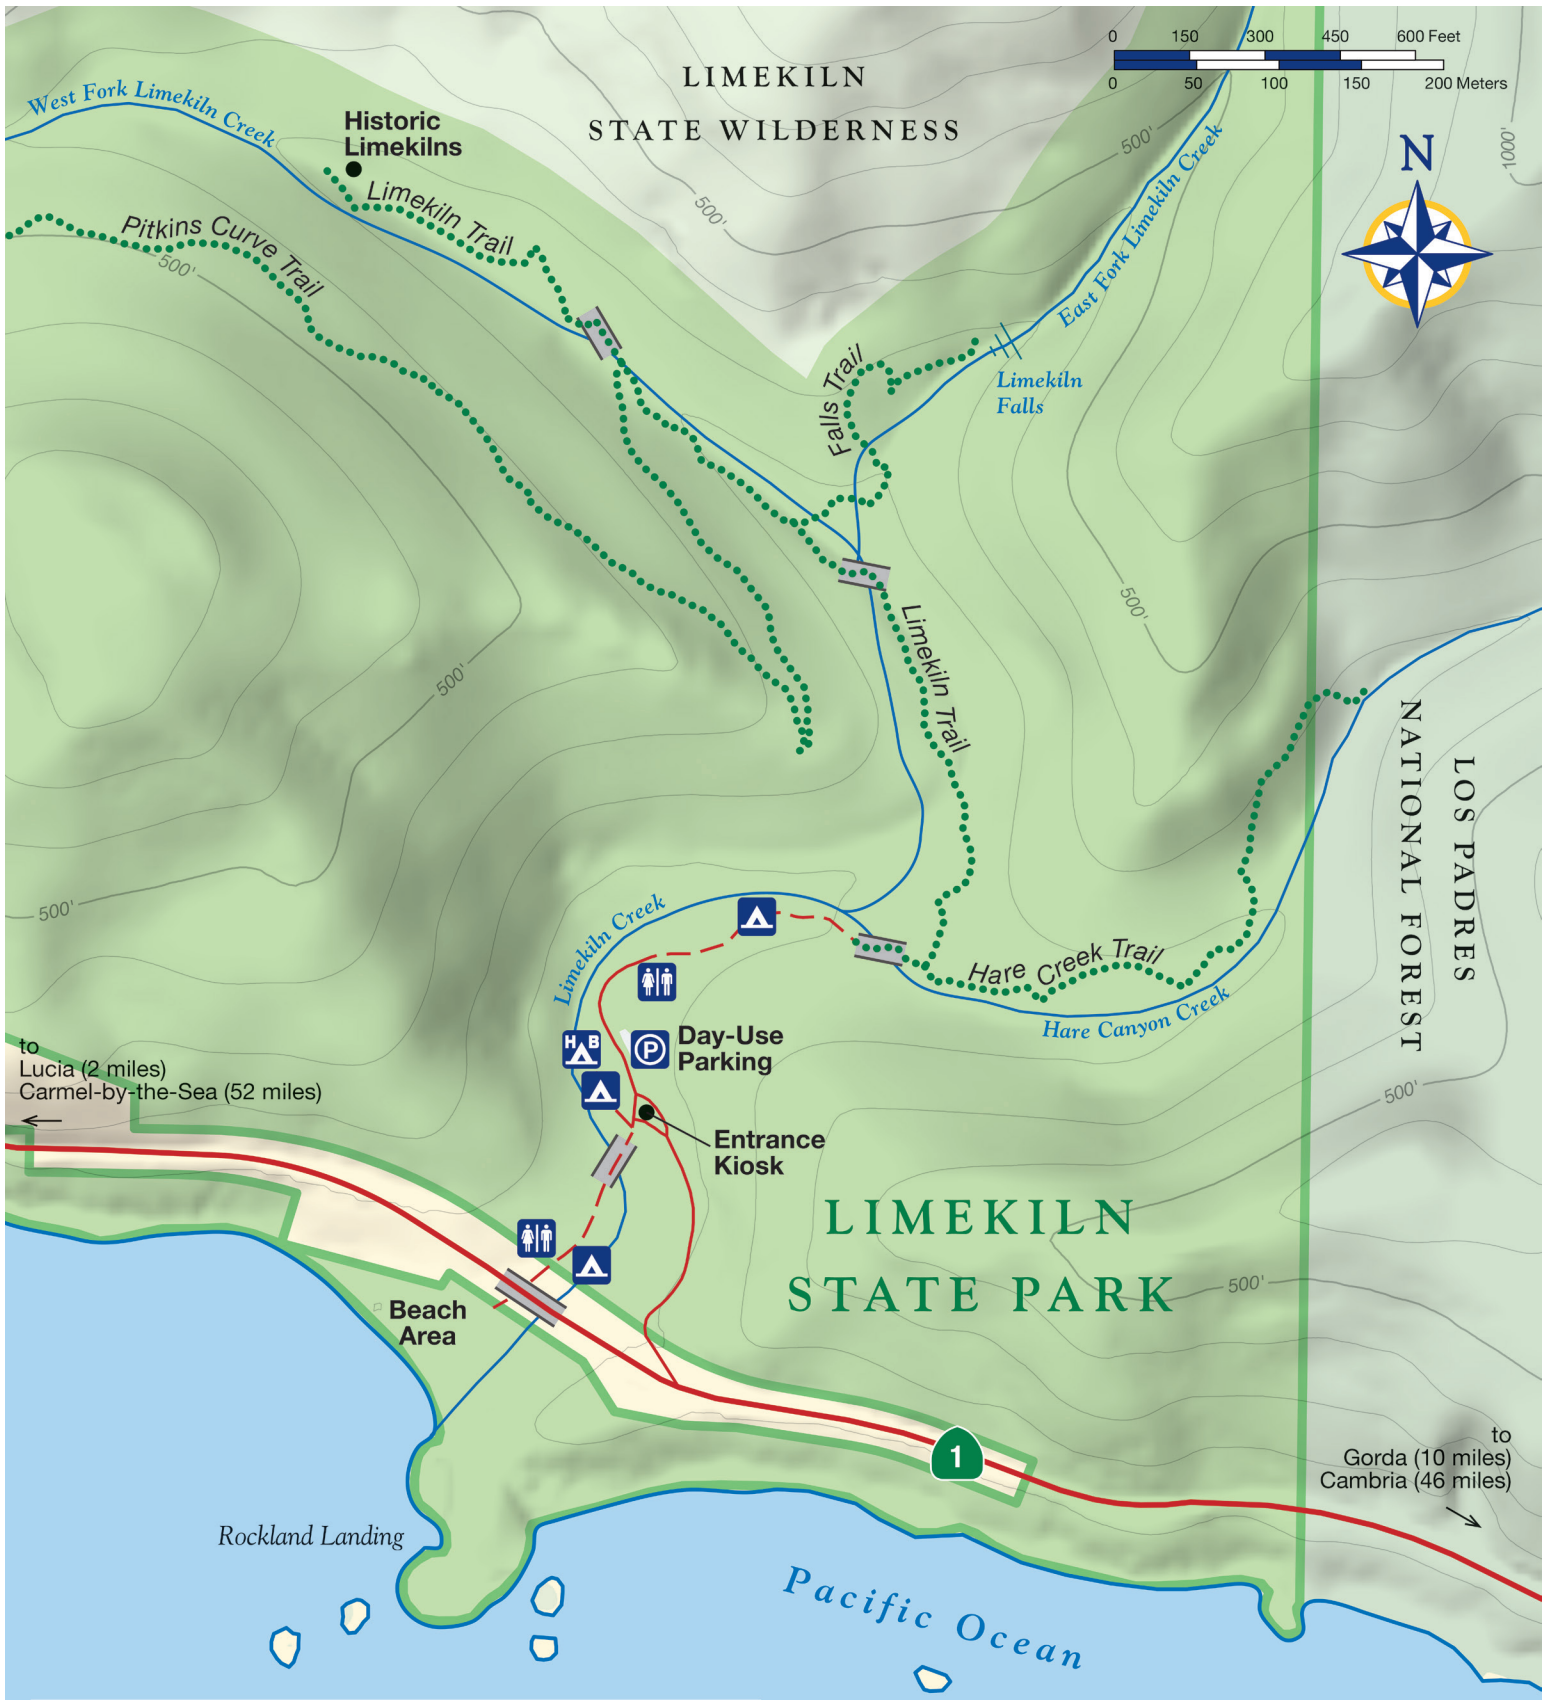 0 150 300 450 600 Feet
0 50 100 150 200 Meters
LIMEKILN
STATE WILDERNESS
West Fork Limekiln Creek
Historic
Limekilns
Limekiln Trail
Pitkins Curve Trail
500'
500'
500'
1000'
N
East Fork Limekiln Creek
Falls Trail
Limekiln
Falls
500'
Limekiln Trail
500'
LOS PADRES
NATIONAL FOREST
500'
Limekiln Creek
Hare Creek Trail
Hare Canyon Creek
H B
P
Day-Use
Parking
to
Lucia (2 miles)
Carmel-by-the-Sea (52 miles)
500'
Entrance
Kiosk
LIMEKILN
STATE PARK
500'
Beach
Area
1
to
Gorda (10 miles)
Cambria (46 miles)
Rockland Landing
Pacific Ocean